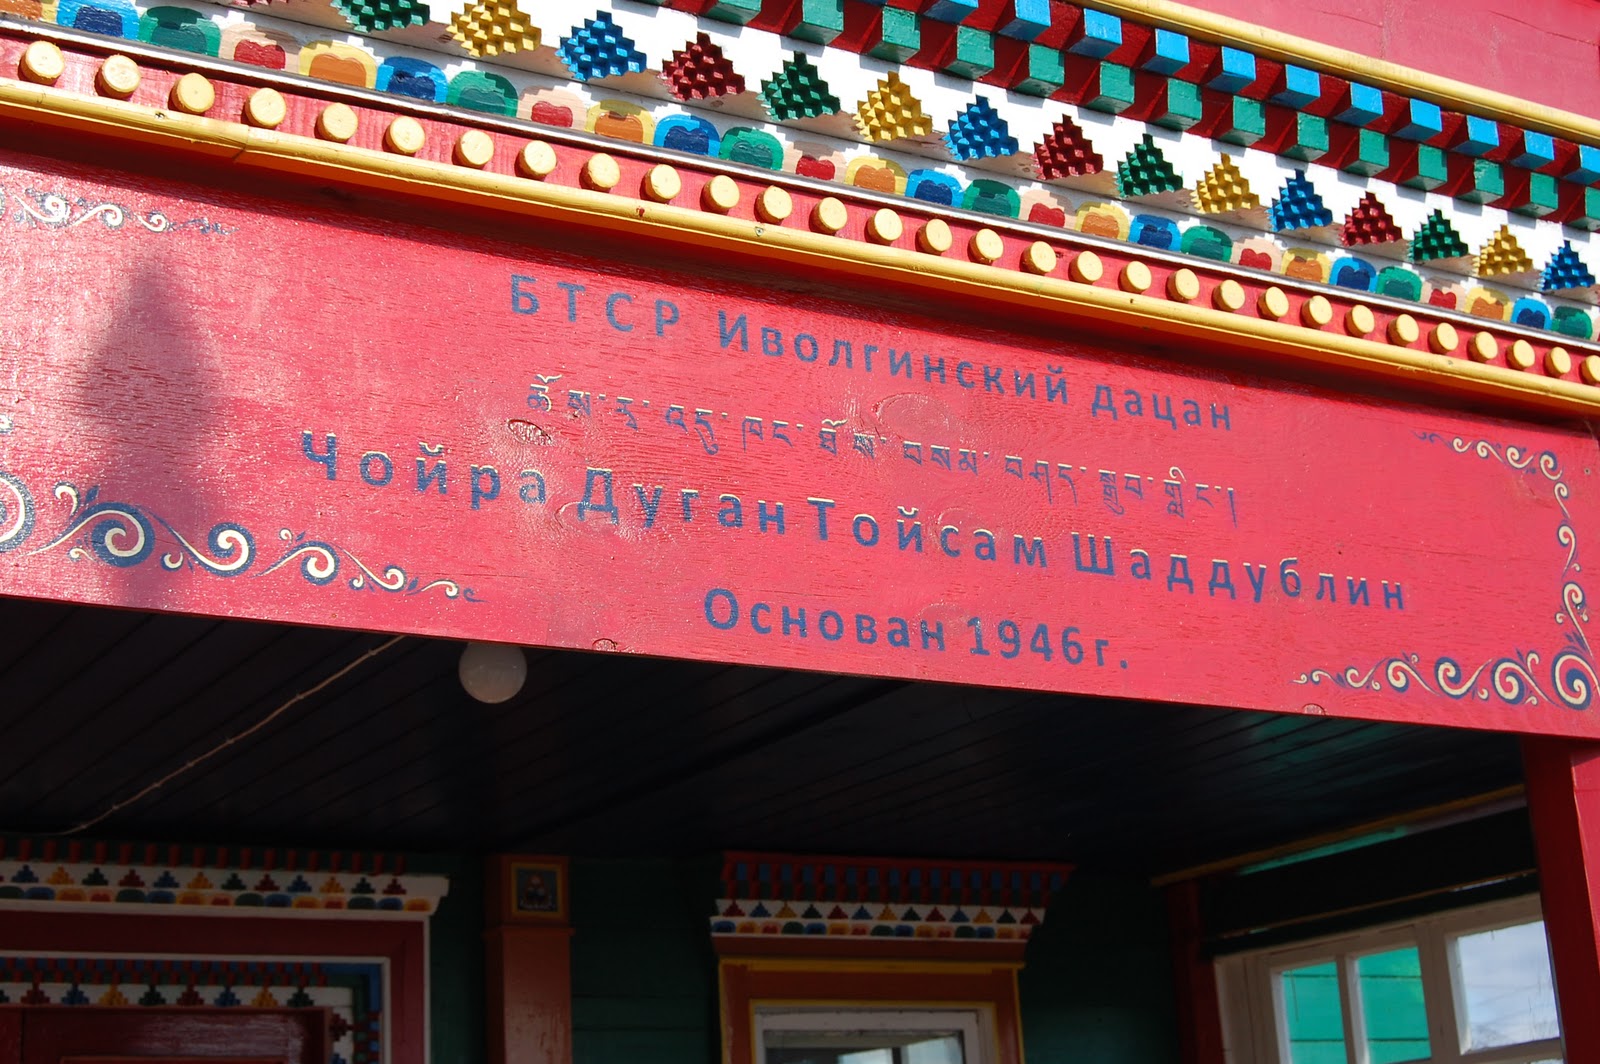 БТСР Иволгинский дацан
ཚོ་མྲ་དུ་འདུ་ཁང་ཐོས་བསམ་བཤད་སྒྲུབ་གླིང་།
Чойра Дуган Тойсам Шаддублин
Основан 1946г.